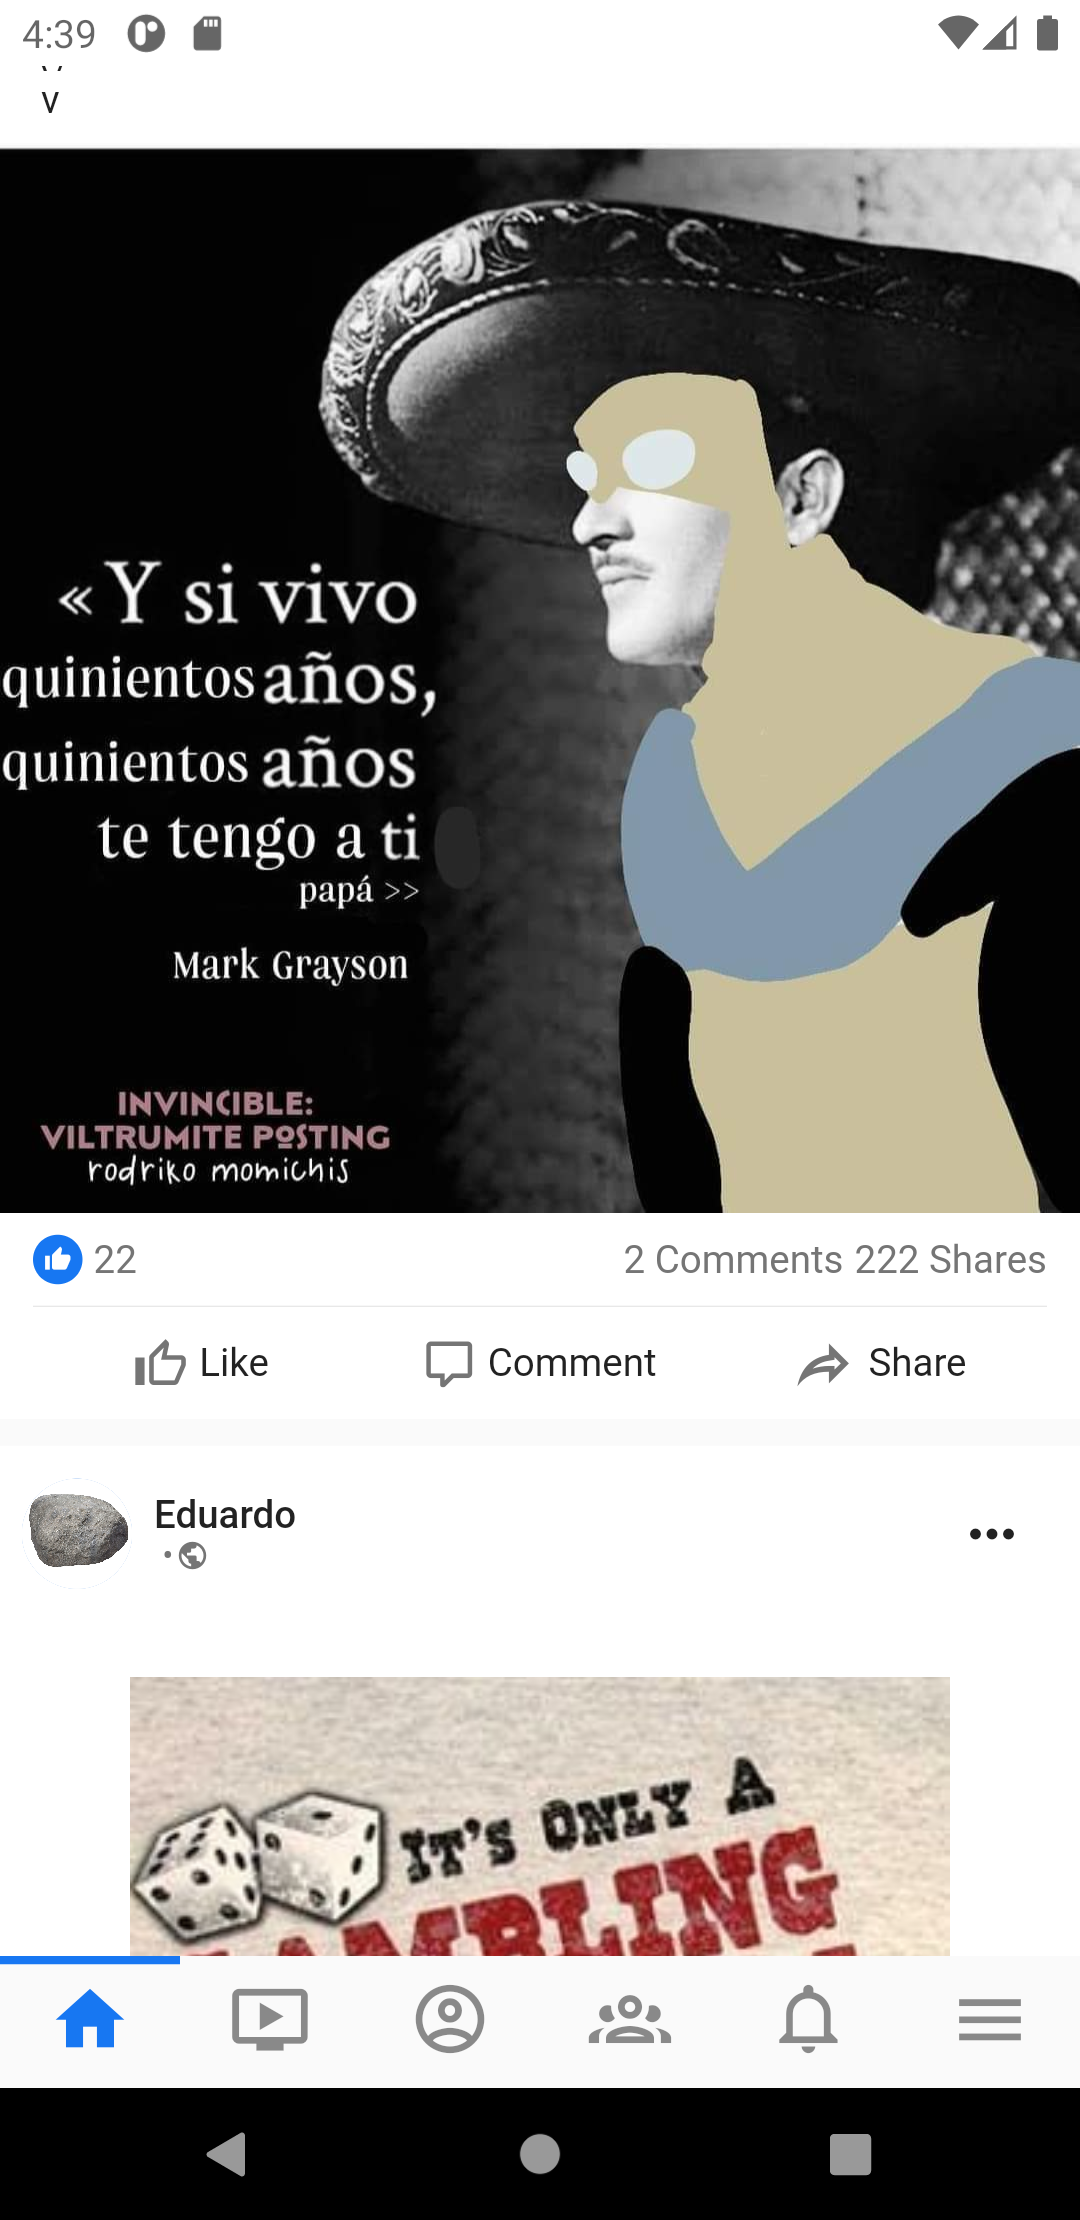 4:39
v
« Y si vivo
quinientos años,
quinientos años
te tengo a ti
papá >>
Mark Grayson
INVINCIBLE:
VILTRUMITE POSTING
rodriko momichis
22
2 Comments 222 Shares
Like
Comment
Share
Eduardo
IT'S ONLY A